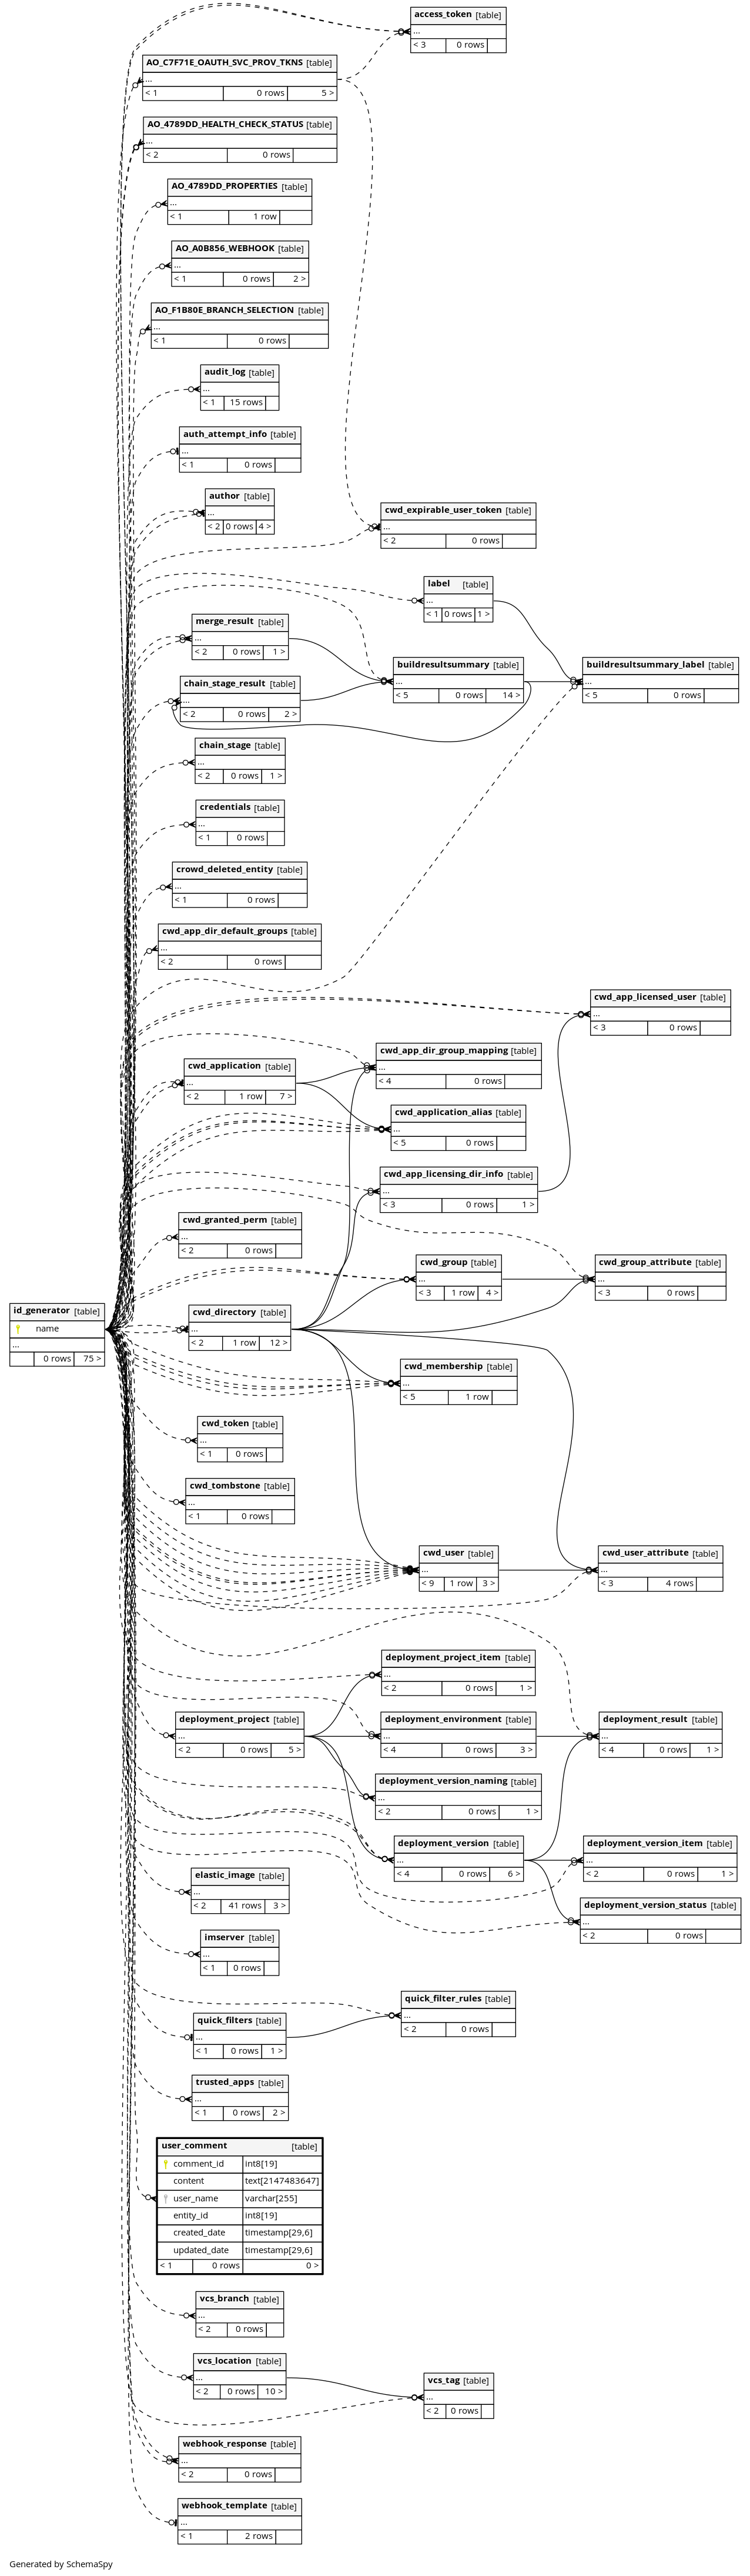 access_token [table]
...
< 3 0 rows
AO_C7F71E_OAUTH_SVC_PROV_TKNS [table]
...
< 1 0 rows 5 >
AO_4789DD_HEALTH_CHECK_STATUS [table]
...
< 2 0 rows
AO_4789DD_PROPERTIES [table]
...
< 1 1 row
AO_A0B856_WEBHOOK [table]
...
< 1 0 rows 2 >
AO_F1B80E_BRANCH_SELECTION [table]
...
< 1 0 rows
audit_log [table]
...
< 1 15 rows
auth_attempt_info [table]
...
< 1 0 rows
author [table]
...
< 2 0 rows 4 >
cwd_expirable_user_token [table]
...
< 2 0 rows
label [table]
...
< 1 0 rows 1 >
merge_result [table]
...
< 2 0 rows 1 >
buildresultsummary [table]
...
< 5 0 rows 14 >
buildresultsummary_label [table]
...
< 5 0 rows
chain_stage_result [table]
...
< 2 0 rows 2 >
chain_stage [table]
...
< 2 0 rows 1 >
credentials [table]
...
< 1 0 rows
crowd_deleted_entity [table]
...
< 1 0 rows
cwd_app_dir_default_groups [table]
...
< 2 0 rows
cwd_app_licensed_user [table]
...
< 3 0 rows
cwd_app_dir_group_mapping [table]
...
< 4 0 rows
cwd_application [table]
...
< 2 1 row 7 >
cwd_application_alias [table]
...
< 5 0 rows
cwd_app_licensing_dir_info [table]
...
< 3 0 rows 1 >
cwd_granted_perm [table]
...
< 2 0 rows
cwd_group [table]
...
< 3 1 row 4 >
cwd_group_attribute [table]
...
< 3 0 rows
id_generator [table]
name
...
0 rows 75 >
cwd_directory [table]
...
< 2 1 row 12 >
cwd_membership [table]
...
< 5 1 row
cwd_token [table]
...
< 1 0 rows
cwd_tombstone [table]
...
< 1 0 rows
cwd_user [table]
...
< 9 1 row 3 >
cwd_user_attribute [table]
...
< 3 4 rows
deployment_project_item [table]
...
< 2 0 rows 1 >
deployment_project [table]
...
< 2 0 rows 5 >
deployment_environment [table]
...
< 4 0 rows 3 >
deployment_result [table]
...
< 4 0 rows 1 >
deployment_version_naming [table]
...
< 2 0 rows 1 >
deployment_version [table]
...
< 4 0 rows 6 >
deployment_version_item [table]
...
< 2 0 rows 1 >
elastic_image [table]
...
< 2 41 rows 3 >
deployment_version_status [table]
...
< 2 0 rows
imserver [table]
...
< 1 0 rows
quick_filter_rules [table]
...
< 2 0 rows
quick_filters [table]
...
< 1 0 rows 1 >
trusted_apps [table]
...
< 1 0 rows 2 >
user_comment [table]
comment_id int8[19]
content text[2147483647]
user_name varchar[255]
entity_id int8[19]
created_date timestamp[29,6]
updated_date timestamp[29,6]
< 1 0 rows 0 >
vcs_branch [table]
...
< 2 0 rows
vcs_location [table]
...
< 2 0 rows 10 >
vcs_tag [table]
...
< 2 0 rows
webhook_response [table]
...
< 2 0 rows
webhook_template [table]
...
< 1 2 rows
Generated by SchemaSpy